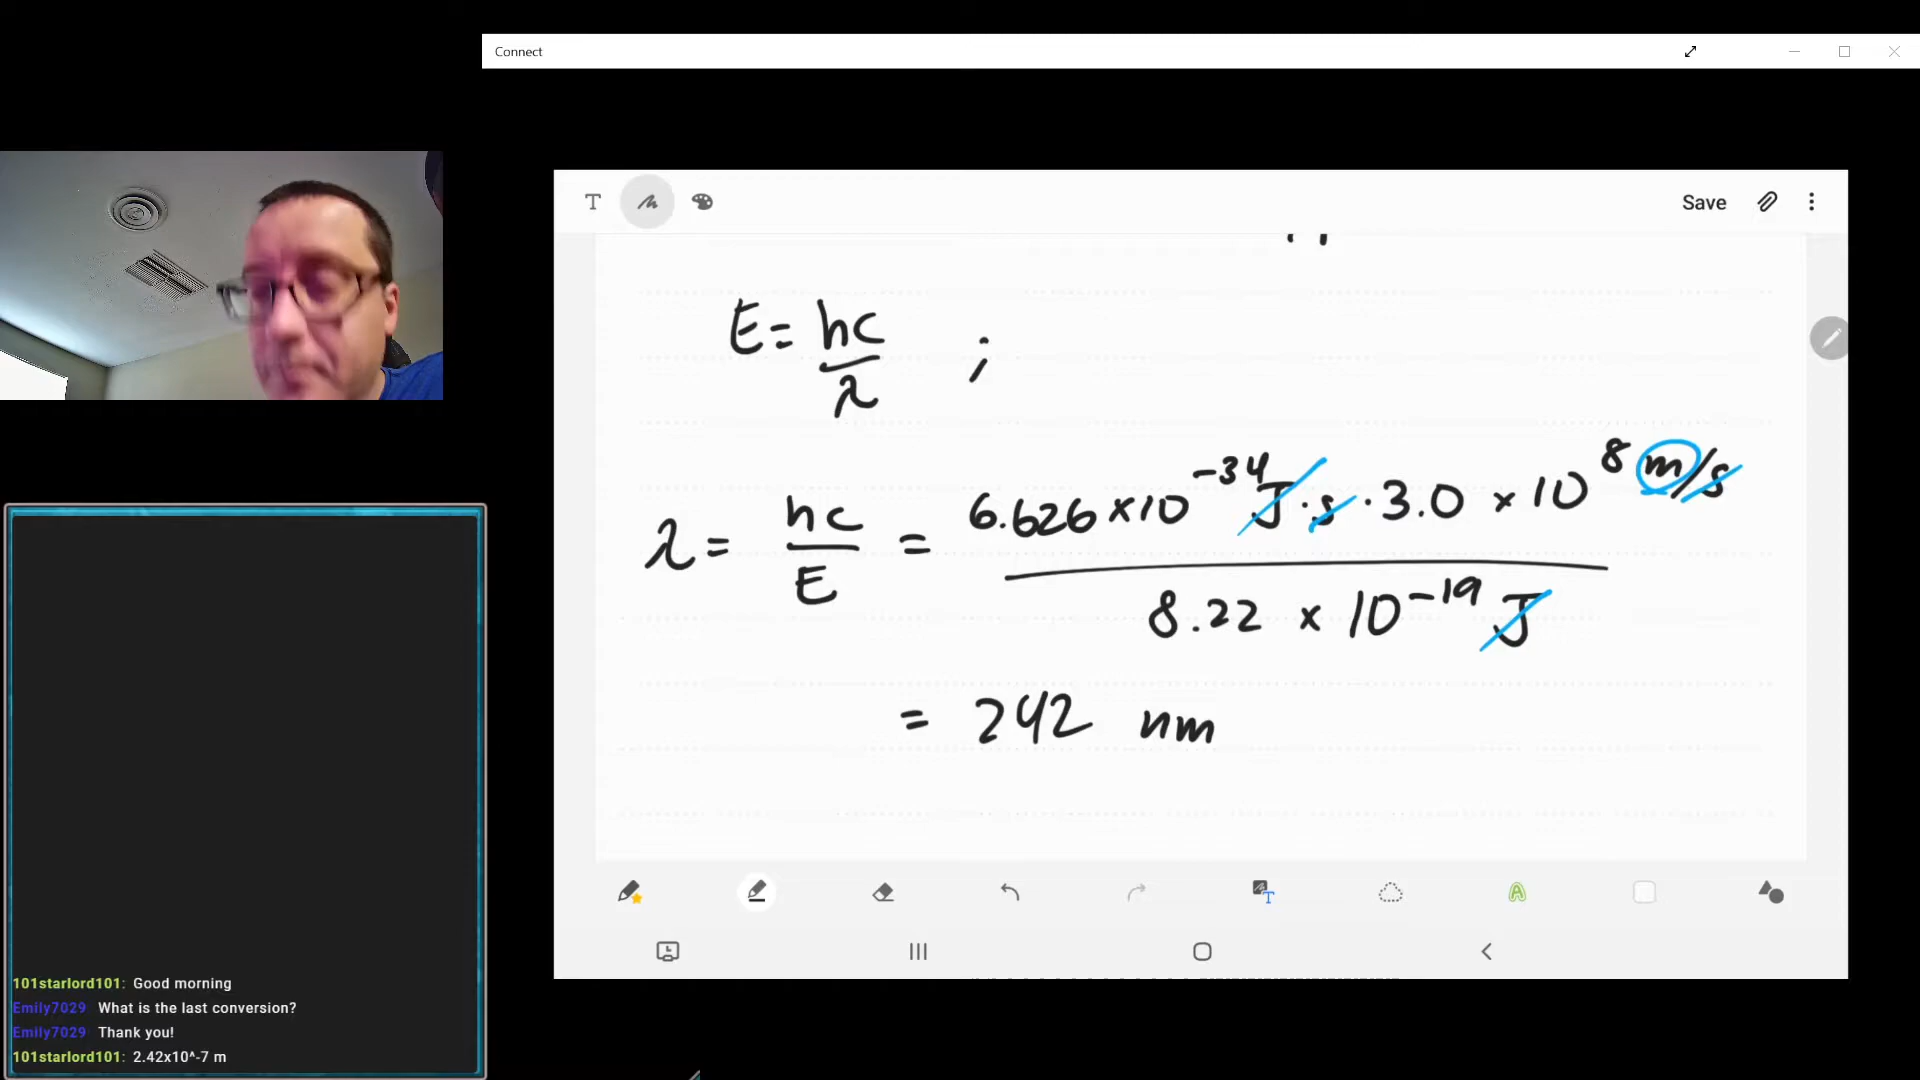 Connect
T Save
E = hc/λ ;
λ = hc/E = 6.626 × 10^-34 J · s · 3.0 × 10^8 m/s / 8.22 × 10^-19 J
= 242 nm
101starlord101: Good morning
Emily7029 What is the last conversion?
Emily7029 Thank you!
101starlord101: 2.42x10^-7 m